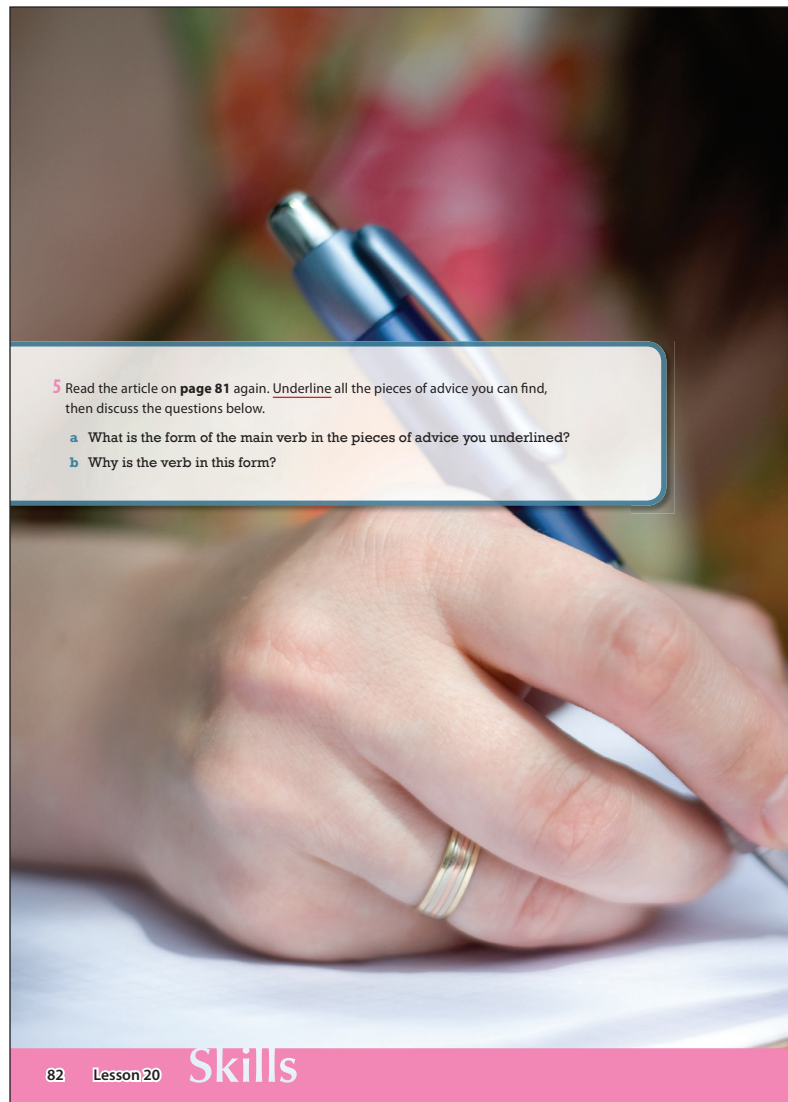 5 Read the article on page 81 again. Underline all the pieces of advice you can find,
then discuss the questions below.
a What is the form of the main verb in the pieces of advice you underlined?
b Why is the verb in this form?
82 Lesson 20 Skills